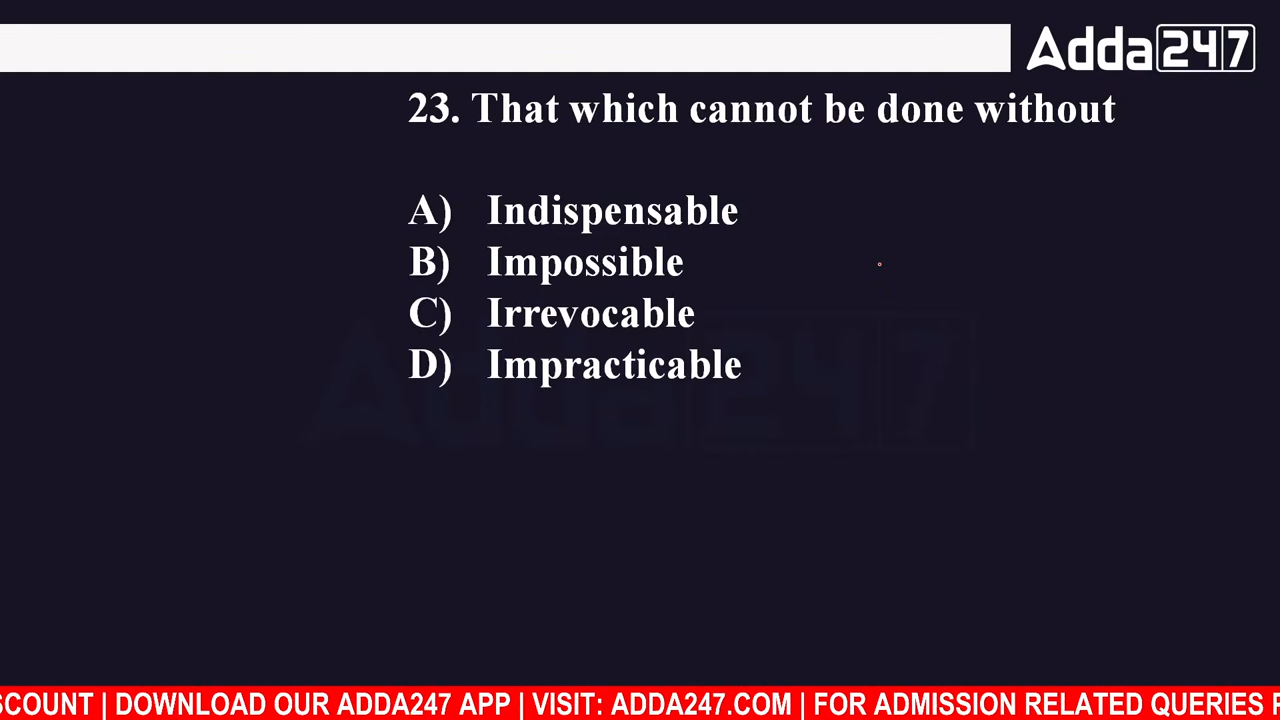 Adda247
23. That which cannot be done without
A) Indispensable
B) Impossible
C) Irrevocable
D) Impracticable
Adda247
SCOUNT | DOWNLOAD OUR ADDA247 APP | VISIT: ADDA247.COM | FOR ADMISSION RELATED QUERIES